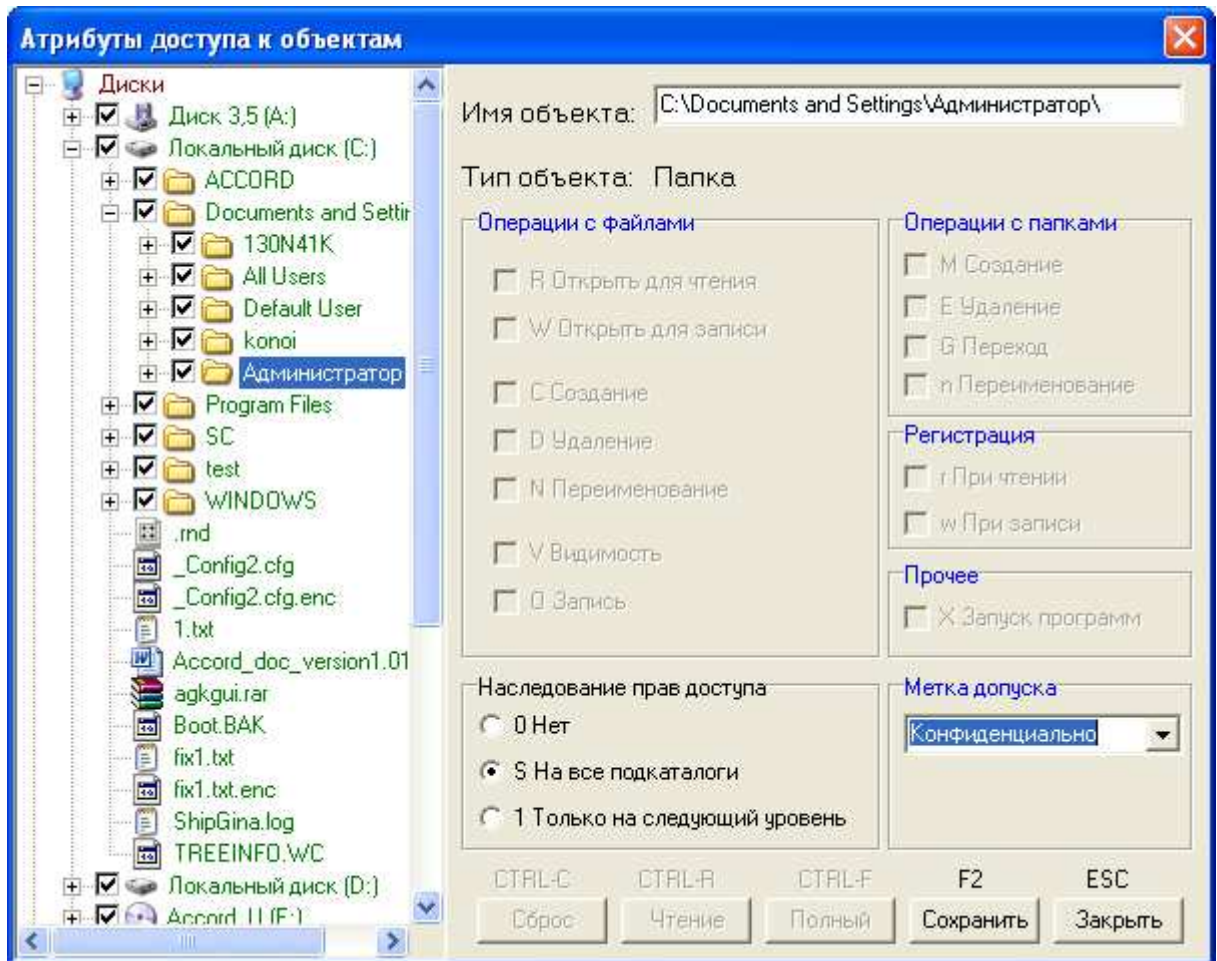 Атрибуты доступа к объектам
Диски
Диск 3,5 (A:)
Локальный диск (C:)
ACCORD
Documents and Settin
130N41K
All Users
Default User
konoi
Администратор
Program Files
SC
test
WINDOWS
.rnd
_Config2.cfg
_Config2.cfg.enc
1.txt
Accord_doc_version1.01
agkgui.rar
Boot.BAK
fix1.txt
fix1.txt.enc
ShipGina.log
TREEINFO.WC
Локальный диск (D:)
Accord_U (F:)
Имя объекта: C:\Documents and Settings\Администратор\
Тип объекта: Папка
Операции с файлами
R Открыть для чтения
W Открыть для записи
C Создание
D Удаление
N Переименование
V Видимость
O Запись
Операции с папками
M Создание
E Удаление
G Переход
n Переименование
Регистрация
r При чтении
w При записи
Прочее
X Запуск программ
Наследование прав доступа
0 Нет
S На все подкаталоги
1 Только на следующий уровень
Метка допуска
Конфиденциально
CTRL-C CTRL-R CTRL-F F2 ESC
Сброс Чтение Полный Сохранить Закрыть